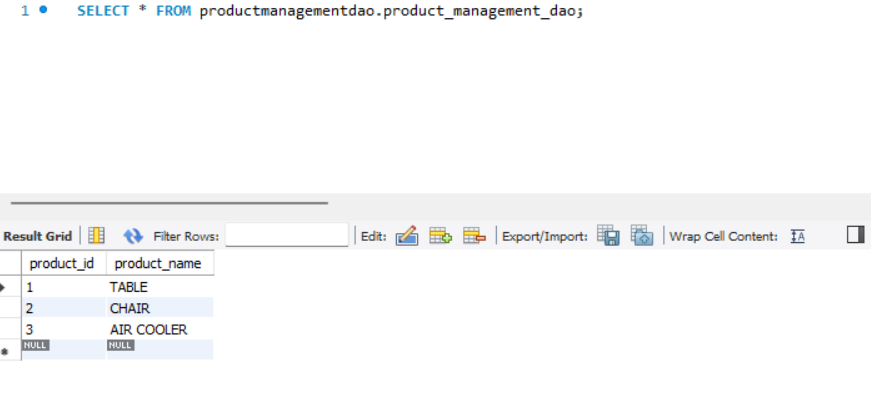 1 SELECT * FROM productmanagementdao.product_management_dao;
Result Grid Filter Rows: Edit: Export/Import: Wrap Cell Content: IA
product_id product_name
1 TABLE
2 CHAIR
3 AIR COOLER
NULL NULL